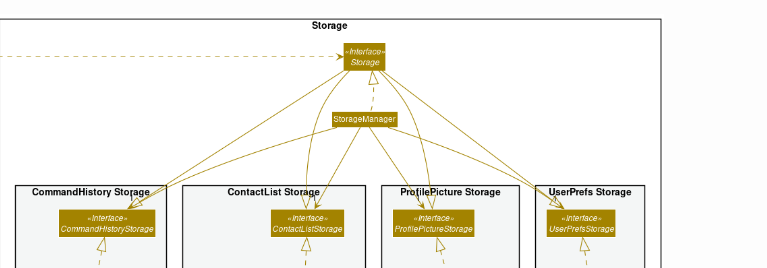 Storage
«Interface»
Storage
StorageManager
CommandHistory Storage
ContactList Storage
ProfilePicture Storage
UserPrefs Storage
«Interface»
CommandHistoryStorage
«Interface»
ContactListStorage
«Interface»
ProfilePictureStorage
«Interface»
UserPrefsStorage